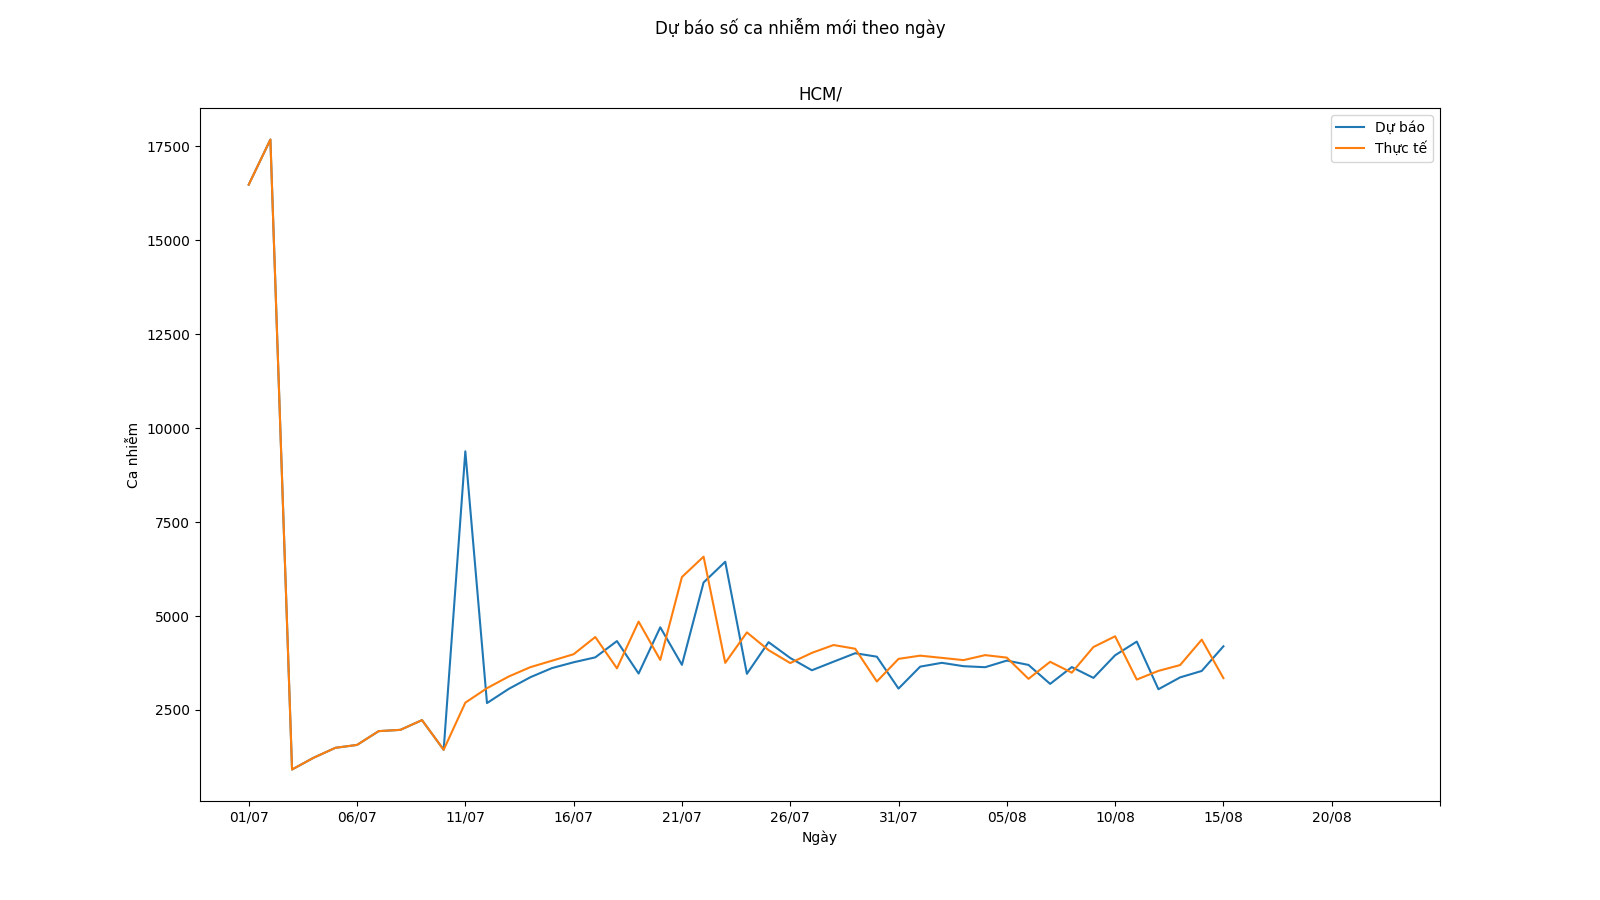 Dự báo số ca nhiễm mới theo ngày
HCM/
Dự báo
Thực tế
17500
15000
12500
10000
7500
5000
2500
Ca nhiễm
01/07 06/07 11/07 16/07 21/07 26/07 31/07 05/08 10/08 15/08 20/08
Ngày